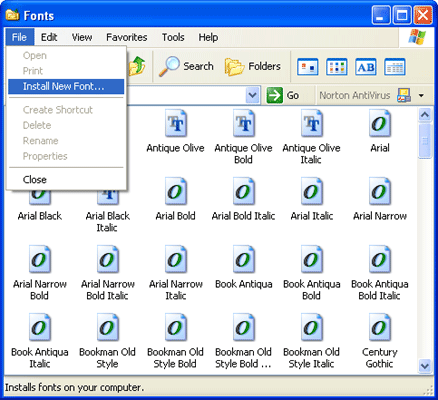 Fonts
File Edit View Favorites Tools Help
Open
Print
Install New Font...
Create Shortcut
Delete
Rename
Properties
Close
Search Folders AB
Go Norton AntiVirus
Antique Olive Antique Olive Bold Antique Olive Italic Arial
Arial Black Arial Black Italic Arial Bold Arial Bold Italic Arial Italic Arial Narrow
Arial Narrow Bold Arial Narrow Bold Italic Arial Narrow Italic Book Antiqua Book Antiqua Bold Book Antiqua Bold Italic
Book Antiqua Italic Bookman Old Style Bookman Old Style Bold Bookman Old Style Bold ... Bookman Old Style Italic Century Gothic
Installs fonts on your computer.